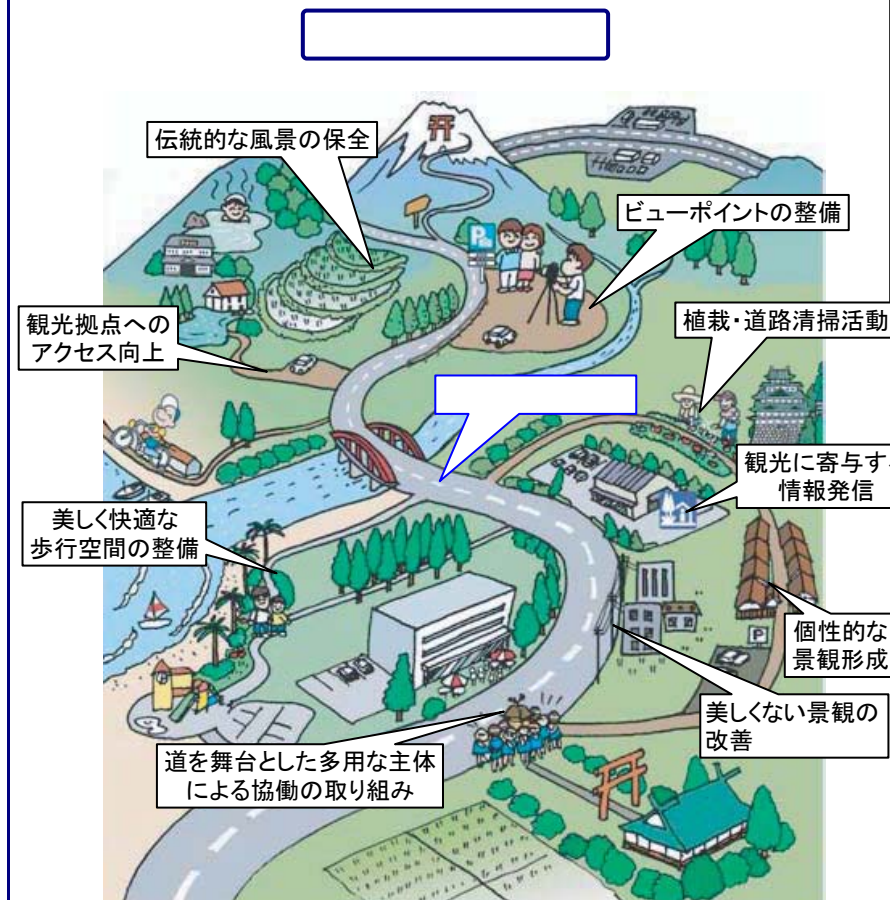 伝統的な風景の保全
ビューポイントの整備
観光拠点への
アクセス向上
植栽・道路清掃活動
観光に寄与す
情報発信
美しく快適な
歩行空間の整備
個性的な
景観形成
美しくない景観の
改善
道を舞台とした多用な主体
による協働の取り組み
P
P